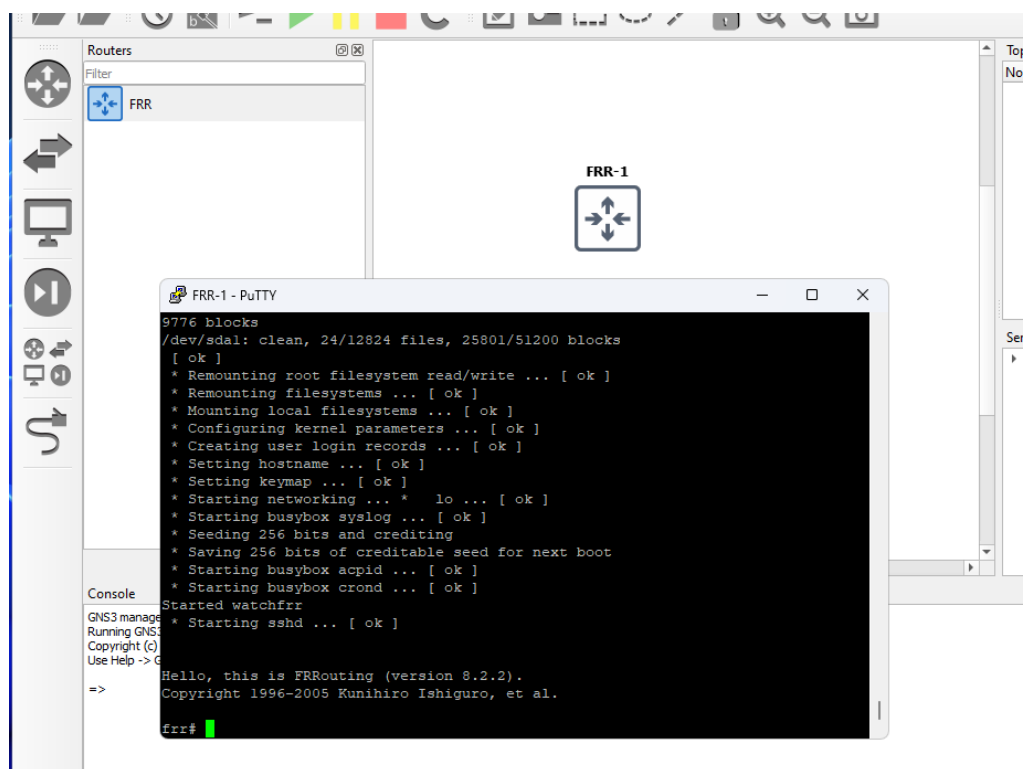 Routers
Filter
FRR
FRR-1
Top
No
Ser
FRR-1 - PuTTY
9776 blocks
/dev/sda1: clean, 24/12824 files, 25801/51200 blocks
[ ok ]
* Remounting root filesystem read/write ... [ ok ]
* Remounting filesystems ... [ ok ]
* Mounting local filesystems ... [ ok ]
* Configuring kernel parameters ... [ ok ]
* Creating user login records ... [ ok ]
* Setting hostname ... [ ok ]
* Setting keymap ... [ ok ]
* Starting networking ... *   lo ... [ ok ]
* Starting busybox syslog ... [ ok ]
* Seeding 256 bits and crediting
* Saving 256 bits of creditable seed for next boot
* Starting busybox acpid ... [ ok ]
* Starting busybox crond ... [ ok ]
Started watchfrr
* Starting sshd ... [ ok ]
Hello, this is FRRouting (version 8.2.2).
Copyright 1996-2005 Kunihiro Ishiguro, et al.
frr#
Console
GNS3 manage
Running GNS3
Copyright (c)
Use Help -> G
=>